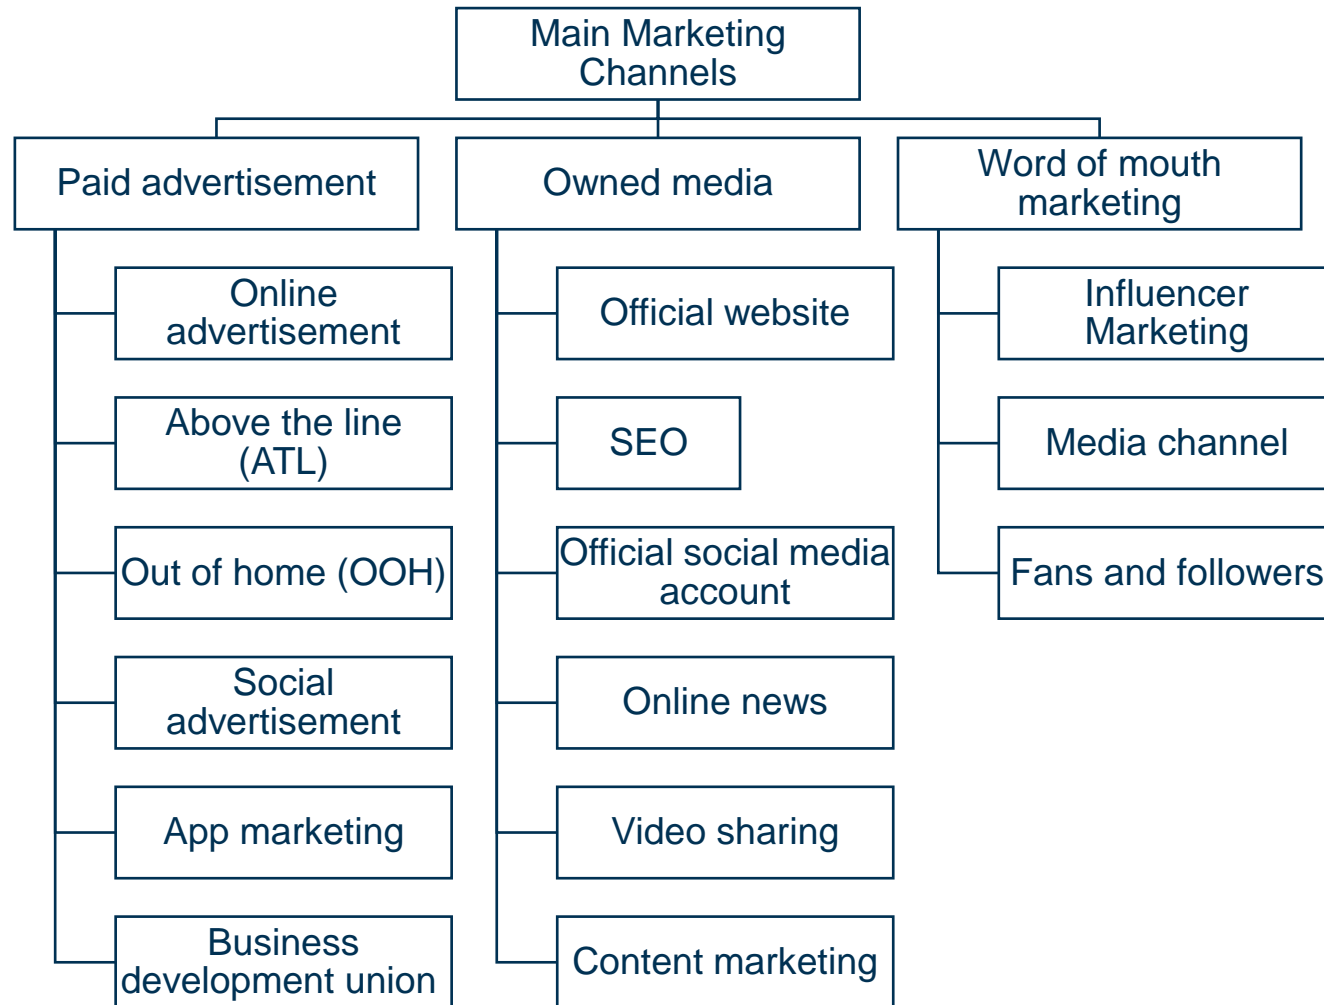 Main Marketing
Channels
Paid advertisement
Owned media
Word of mouth
marketing
Online
advertisement
Above the line
(ATL)
Out of home (OOH)
Social
advertisement
App marketing
Business
development union
Official website
SEO
Official social media
account
Online news
Video sharing
Content marketing
Influencer
Marketing
Media channel
Fans and followers